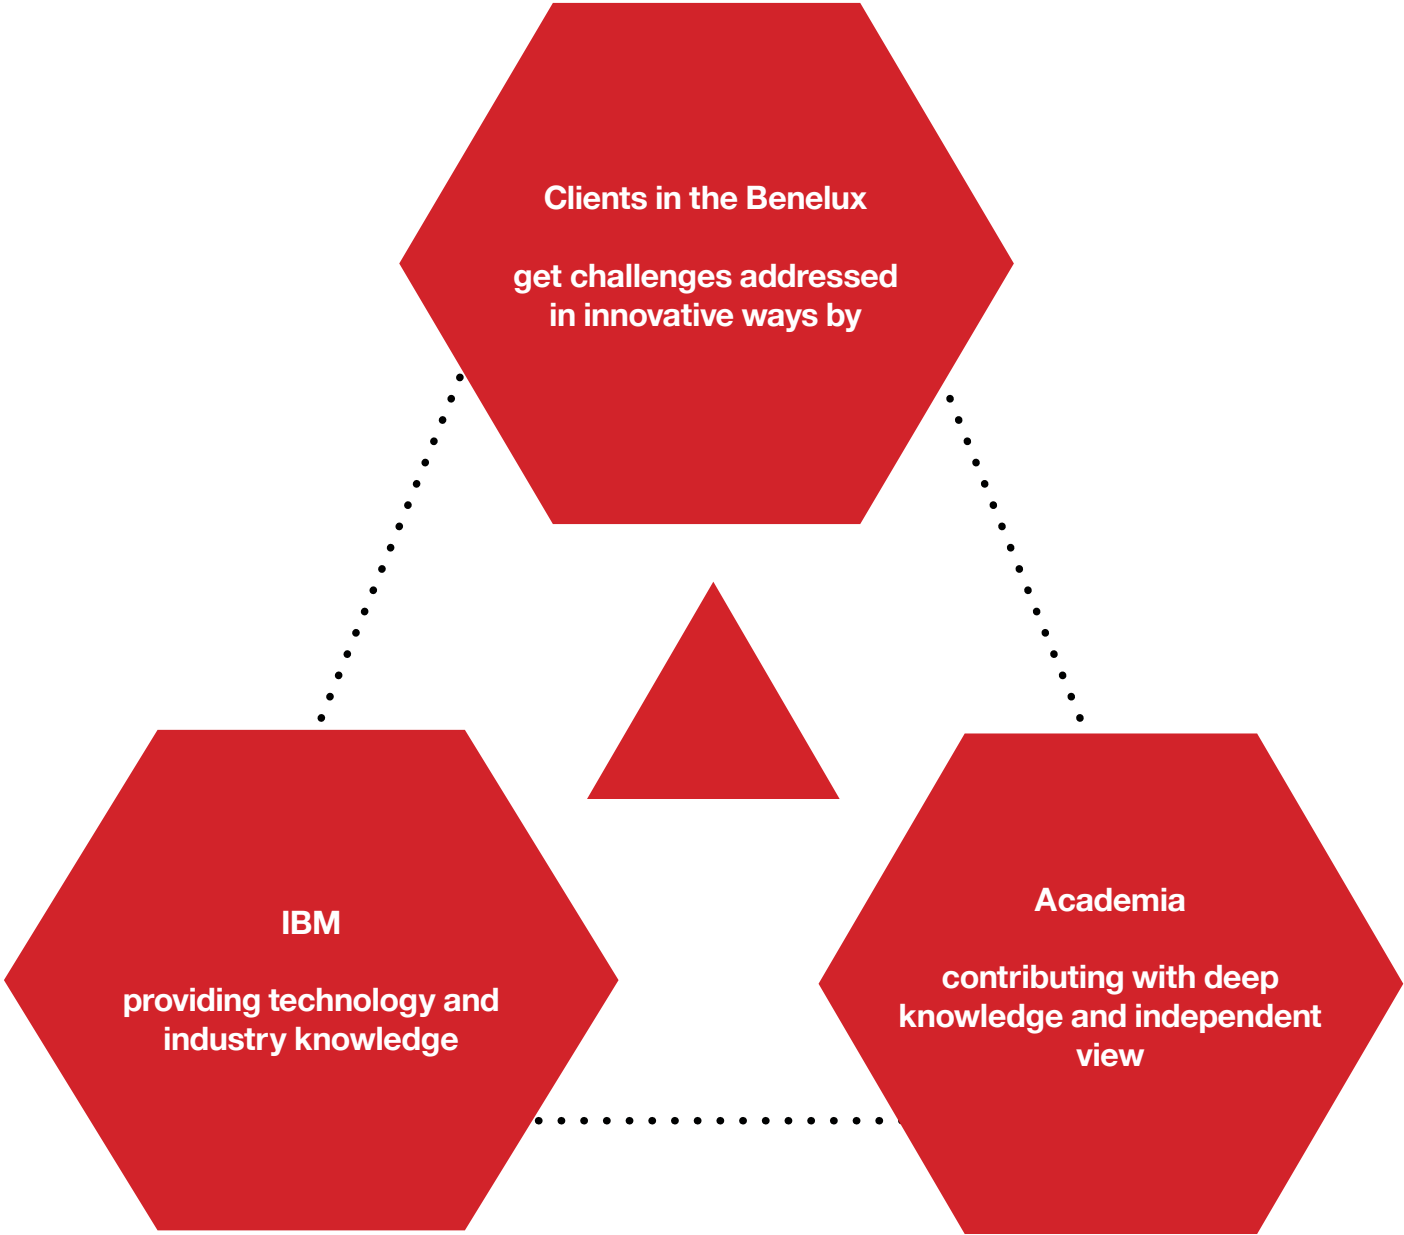 Clients in the Benelux
get challenges addressed
in innovative ways by
IBM
providing technology and
industry knowledge
Academia
contributing with deep
knowledge and independent
view